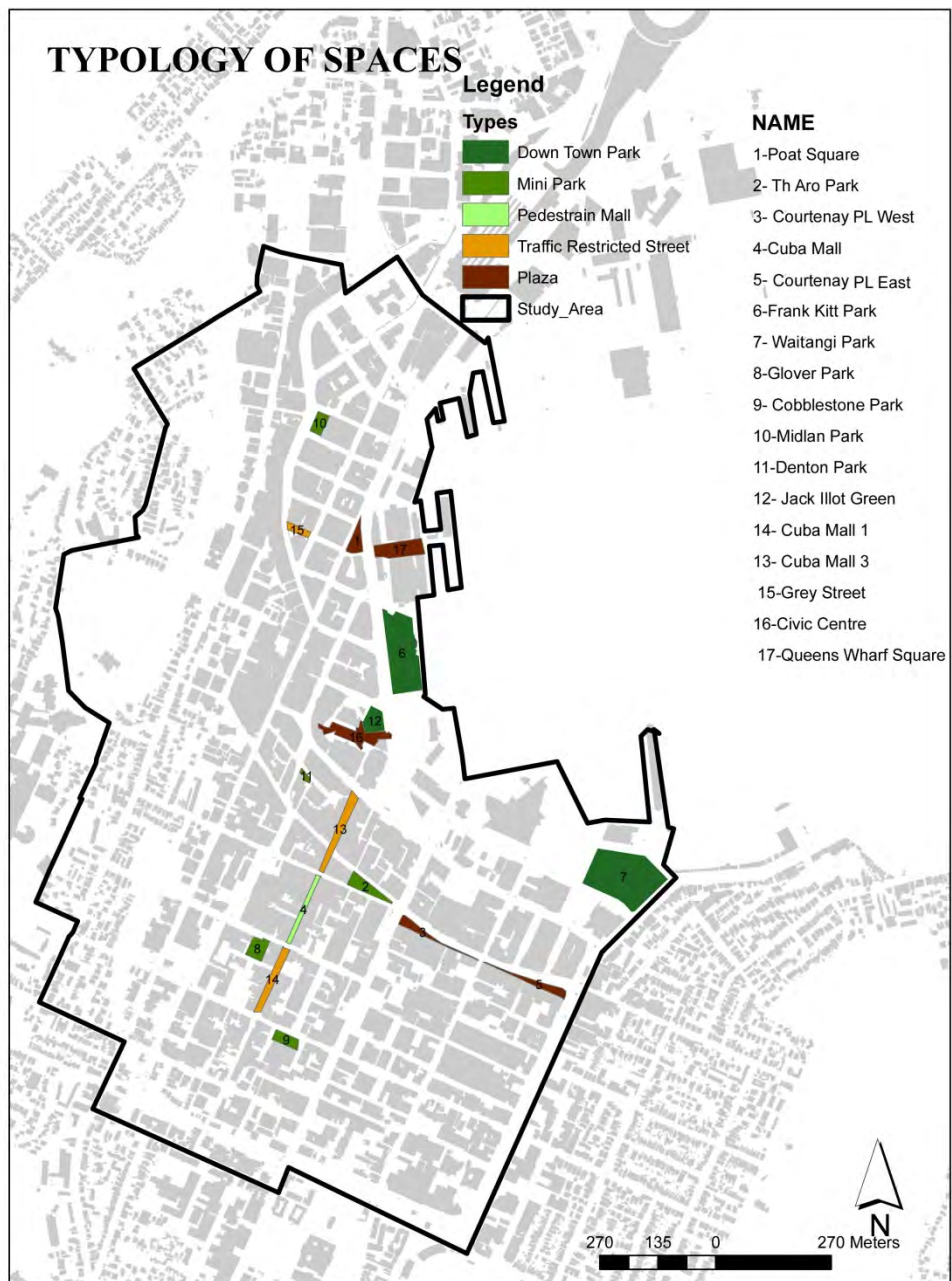 TYPOLOGY OF SPACES
Legend
Types
Down Town Park
Mini Park
Pedestrain Mall
Traffic Restricted Street
Plaza
Study_Area
NAME
1-Poat Square
2- Th Aro Park
3- Courtenay PL West
4-Cuba Mall
5- Courtenay PL East
6-Frank Kitt Park
7- Waitangi Park
8-Glover Park
9- Cobblestone Park
10-Midlan Park
11-Denton Park
12- Jack Illot Green
14- Cuba Mall 1
13- Cuba Mall 3
15-Grey Street
16-Civic Centre
17-Queens Wharf Square
10
15
1
17
6
12
16
11
13
2
4
7
3
8
14
5
9
N
270 135 0 270 Meters